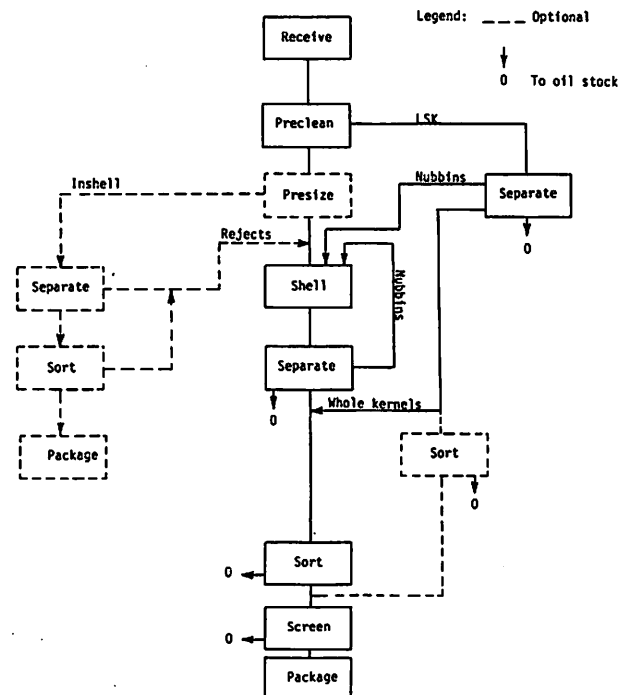 Legend: Optional
0 To oil stock
Receive
Preclean
LSK
Inshell
Presize
Nubbins
Separate
0
Rejects
Separate
Shell
Nubbins
Sort
Separate
0
Whole kernels
Package
Sort
0
Sort
0
Screen
0
Package